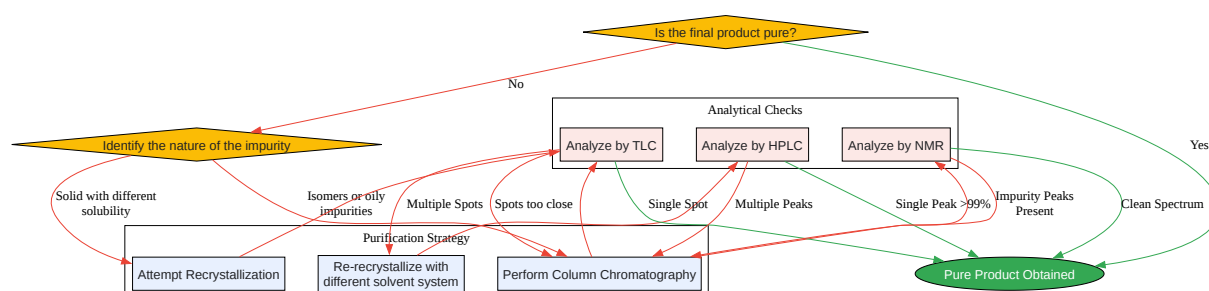 Is the final product pure?
No
Analytical Checks
Identify the nature of the impurity
Analyze by TLC
Analyze by HPLC
Analyze by NMR
Yes
Solid with different
solubility
Isomers or oily
impurities
Multiple Spots
Spots too close
Single Spot
Multiple Peaks
Single Peak >99%
Impurity Peaks
Present
Clean Spectrum
Purification Strategy
Attempt Recrystallization
Re-recrystallize with
different solvent system
Perform Column Chromatography
Pure Product Obtained